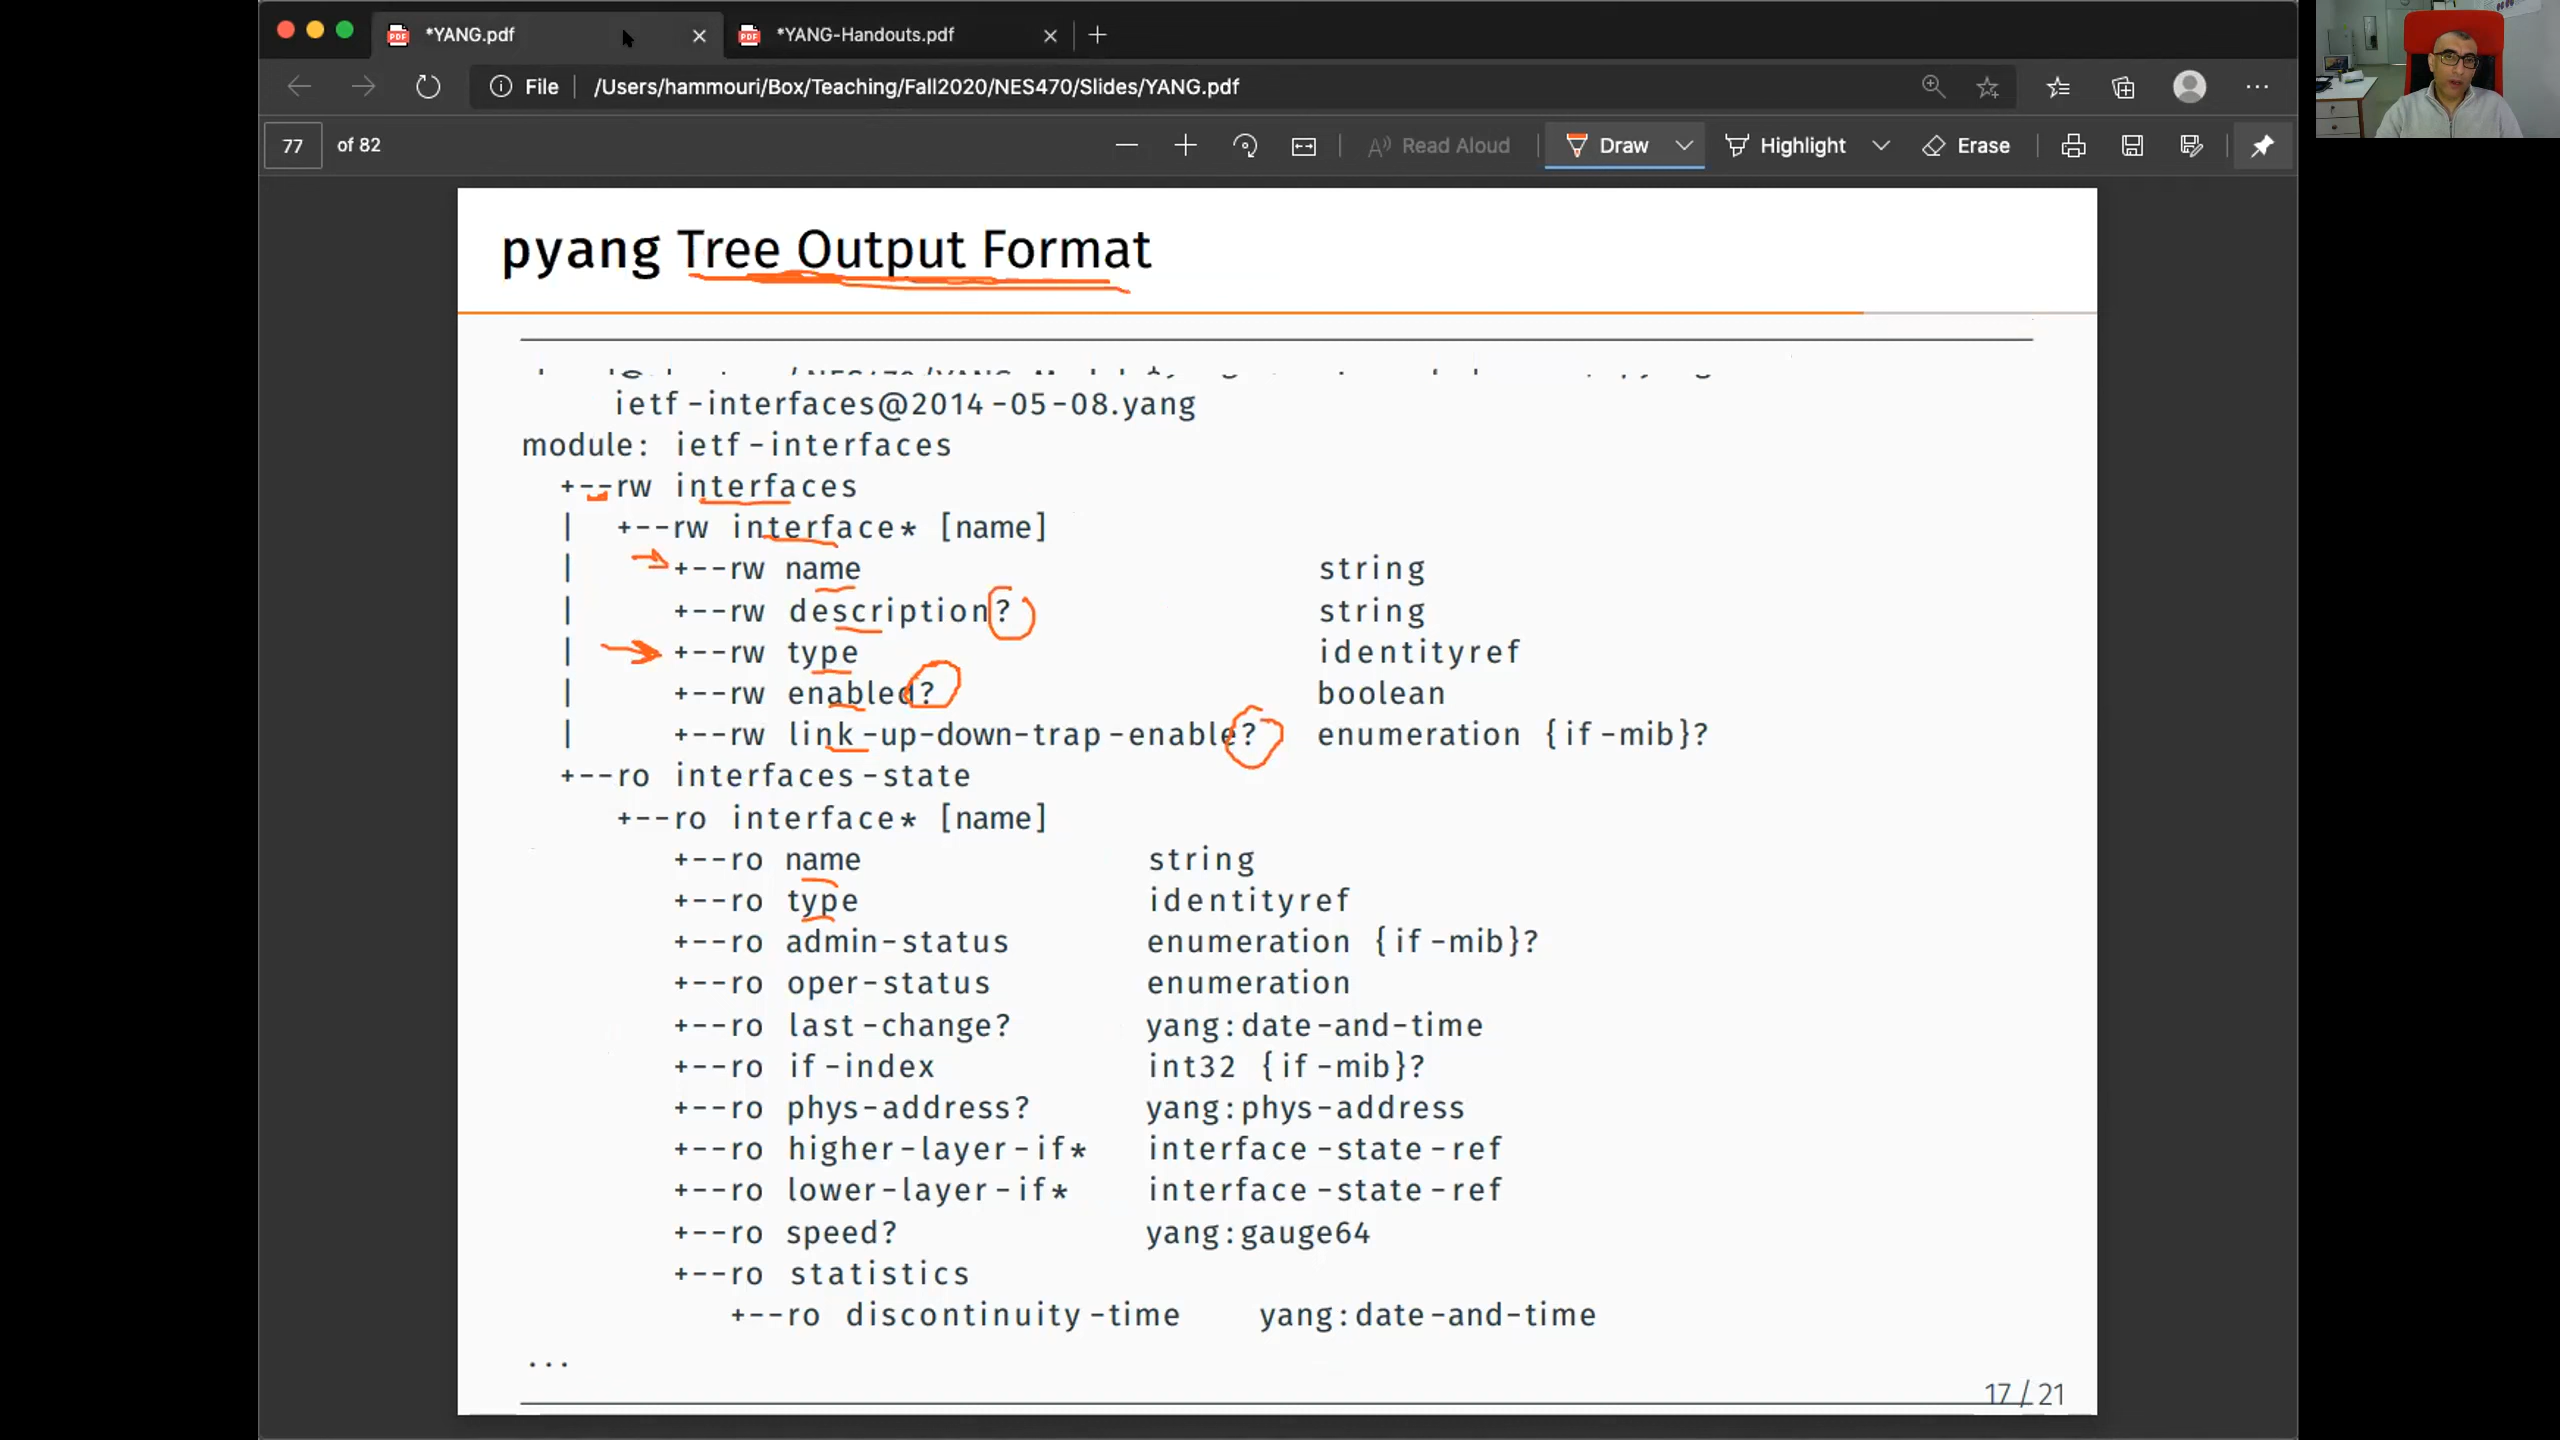 *YANG.pdf
*YANG-Handouts.pdf
File
/Users/hammouri/Box/Teaching/Fall2020/NES470/Slides/YANG.pdf
77 of 82
Read Aloud
Draw
Highlight
Erase
pyang Tree Output Format
ietf-interfaces@2014-05-08.yang
module: ietf-interfaces
+--rw interfaces
| +--rw interface* [name]
| +--rw name string
| +--rw description? string
| +--rw type identityref
| +--rw enabled? boolean
| +--rw link-up-down-trap-enable? enumeration {if-mib}?
+--ro interfaces-state
+--ro interface* [name]
+--ro name string
+--ro type identityref
+--ro admin-status enumeration {if-mib}?
+--ro oper-status enumeration
+--ro last-change? yang:date-and-time
+--ro if-index int32 {if-mib}?
+--ro phys-address? yang:phys-address
+--ro higher-layer-if* interface-state-ref
+--ro lower-layer-if* interface-state-ref
+--ro speed? yang:gauge64
+--ro statistics
+--ro discontinuity-time yang:date-and-time
...
17/21